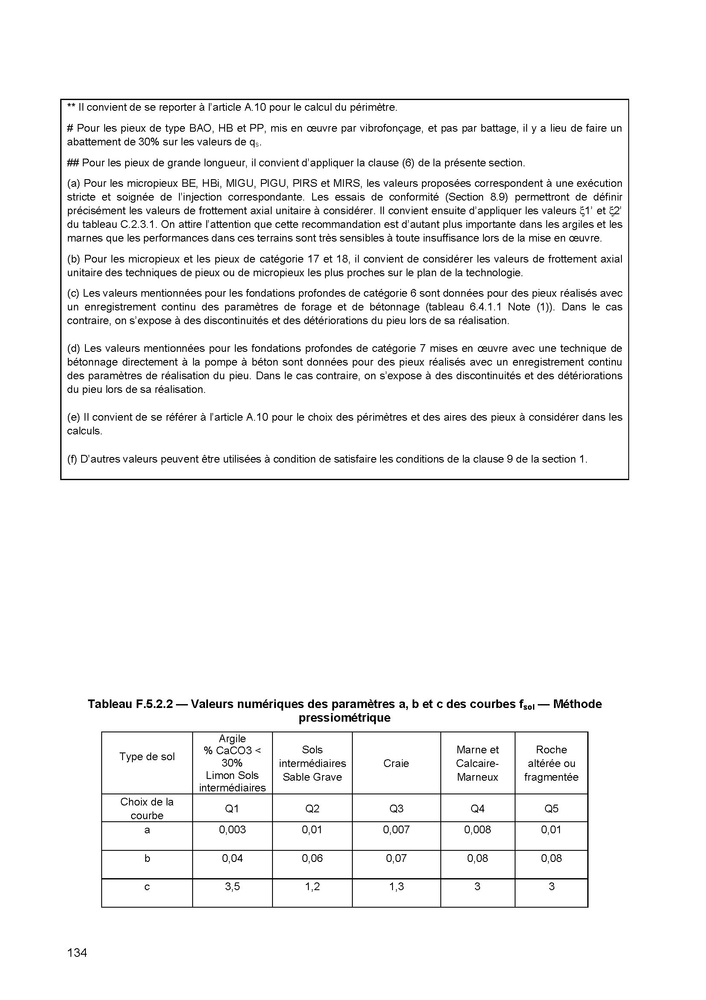 ** Il convient de se reporter à l'article A.10 pour le calcul du périmètre.
# Pour les pieux de type BAO, HB et PP, mis en œuvre par vibrofonçage, et pas par battage, il y a lieu de faire un
abattement de 30% sur les valeurs de qs.
## Pour les pieux de grande longueur, il convient d'appliquer la clause (6) de la présente section.
(a) Pour les micropieux BE, HBi, MIGU, PIGU, PIRS et MIRS, les valeurs proposées correspondent à une exécution
stricte et soignée de l'injection correspondante. Les essais de conformité (Section 8.9) permettront de définir
précisément les valeurs de frottement axial unitaire à considérer. Il convient ensuite d'appliquer les valeurs ξ1' et ξ2'
du tableau C.2.3.1. On attire l'attention que cette recommandation est d'autant plus importante dans les argiles et les
marnes que les performances dans ces terrains sont très sensibles à toute insuffisance lors de la mise en œuvre.
(b) Pour les micropieux et les pieux de catégorie 17 et 18, il convient de considérer les valeurs de frottement axial
unitaire des techniques de pieux ou de micropieux les plus proches sur le plan de la technologie.
(c) Les valeurs mentionnées pour les fondations profondes de catégorie 6 sont données pour des pieux réalisés avec
un enregistrement continu des paramètres de forage et de bétonnage (tableau 6.4.1.1 Note (1)). Dans le cas
contraire, on s'expose à des discontinuités et des détériorations du pieu lors de sa réalisation.
(d) Les valeurs mentionnées pour les fondations profondes de catégorie 7 mises en œuvre avec une technique de
bétonnage directement à la pompe à béton sont données pour des pieux réalisés avec un enregistrement continu
des paramètres de réalisation du pieu. Dans le cas contraire, on s'expose à des discontinuités et des détériorations
du pieu lors de sa réalisation.
(e) Il convient de se référer à l'article A.10 pour le choix des périmètres et des aires des pieux à considérer dans les
calculs.
(f) D'autres valeurs peuvent être utilisées à condition de satisfaire les conditions de la clause 9 de la section 1.
Tableau F.5.2.2 — Valeurs numériques des paramètres a, b et c des courbes fsol — Méthode
pressiométrique
Type de sol
Argile
% CaCO3 <
30%
Limon Sols
intermédiaires
Sols
intermédiaires
Sable Grave
Craie
Marne et
Calcaire-
Marneux
Roche
altérée ou
fragmentée
Choix de la
courbe
Q1
Q2
Q3
Q4
Q5
a
0,003
0,01
0,007
0,008
0,01
b
0,04
0,06
0,07
0,08
0,08
c
3,5
1,2
1,3
3
3
134